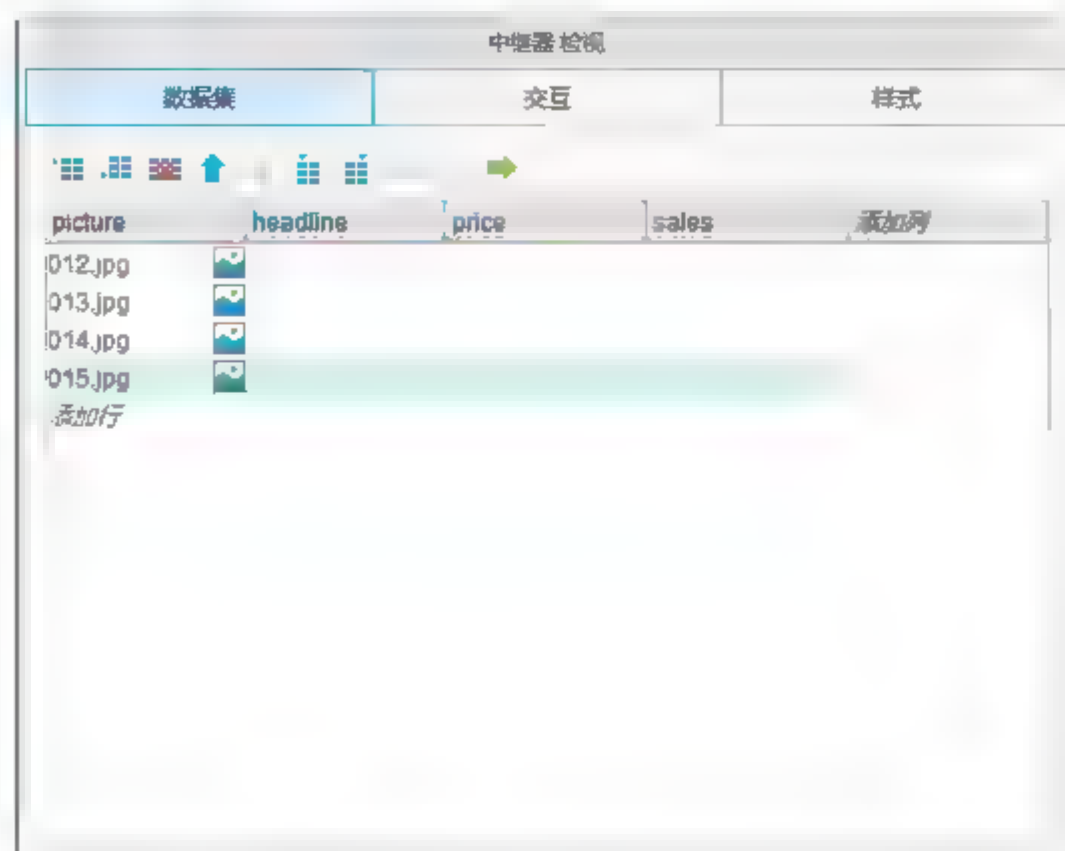 中继器 检视
数据集 交互 样式
picture headline price sales 添加列
012.jpg
013.jpg
014.jpg
015.jpg
添加行